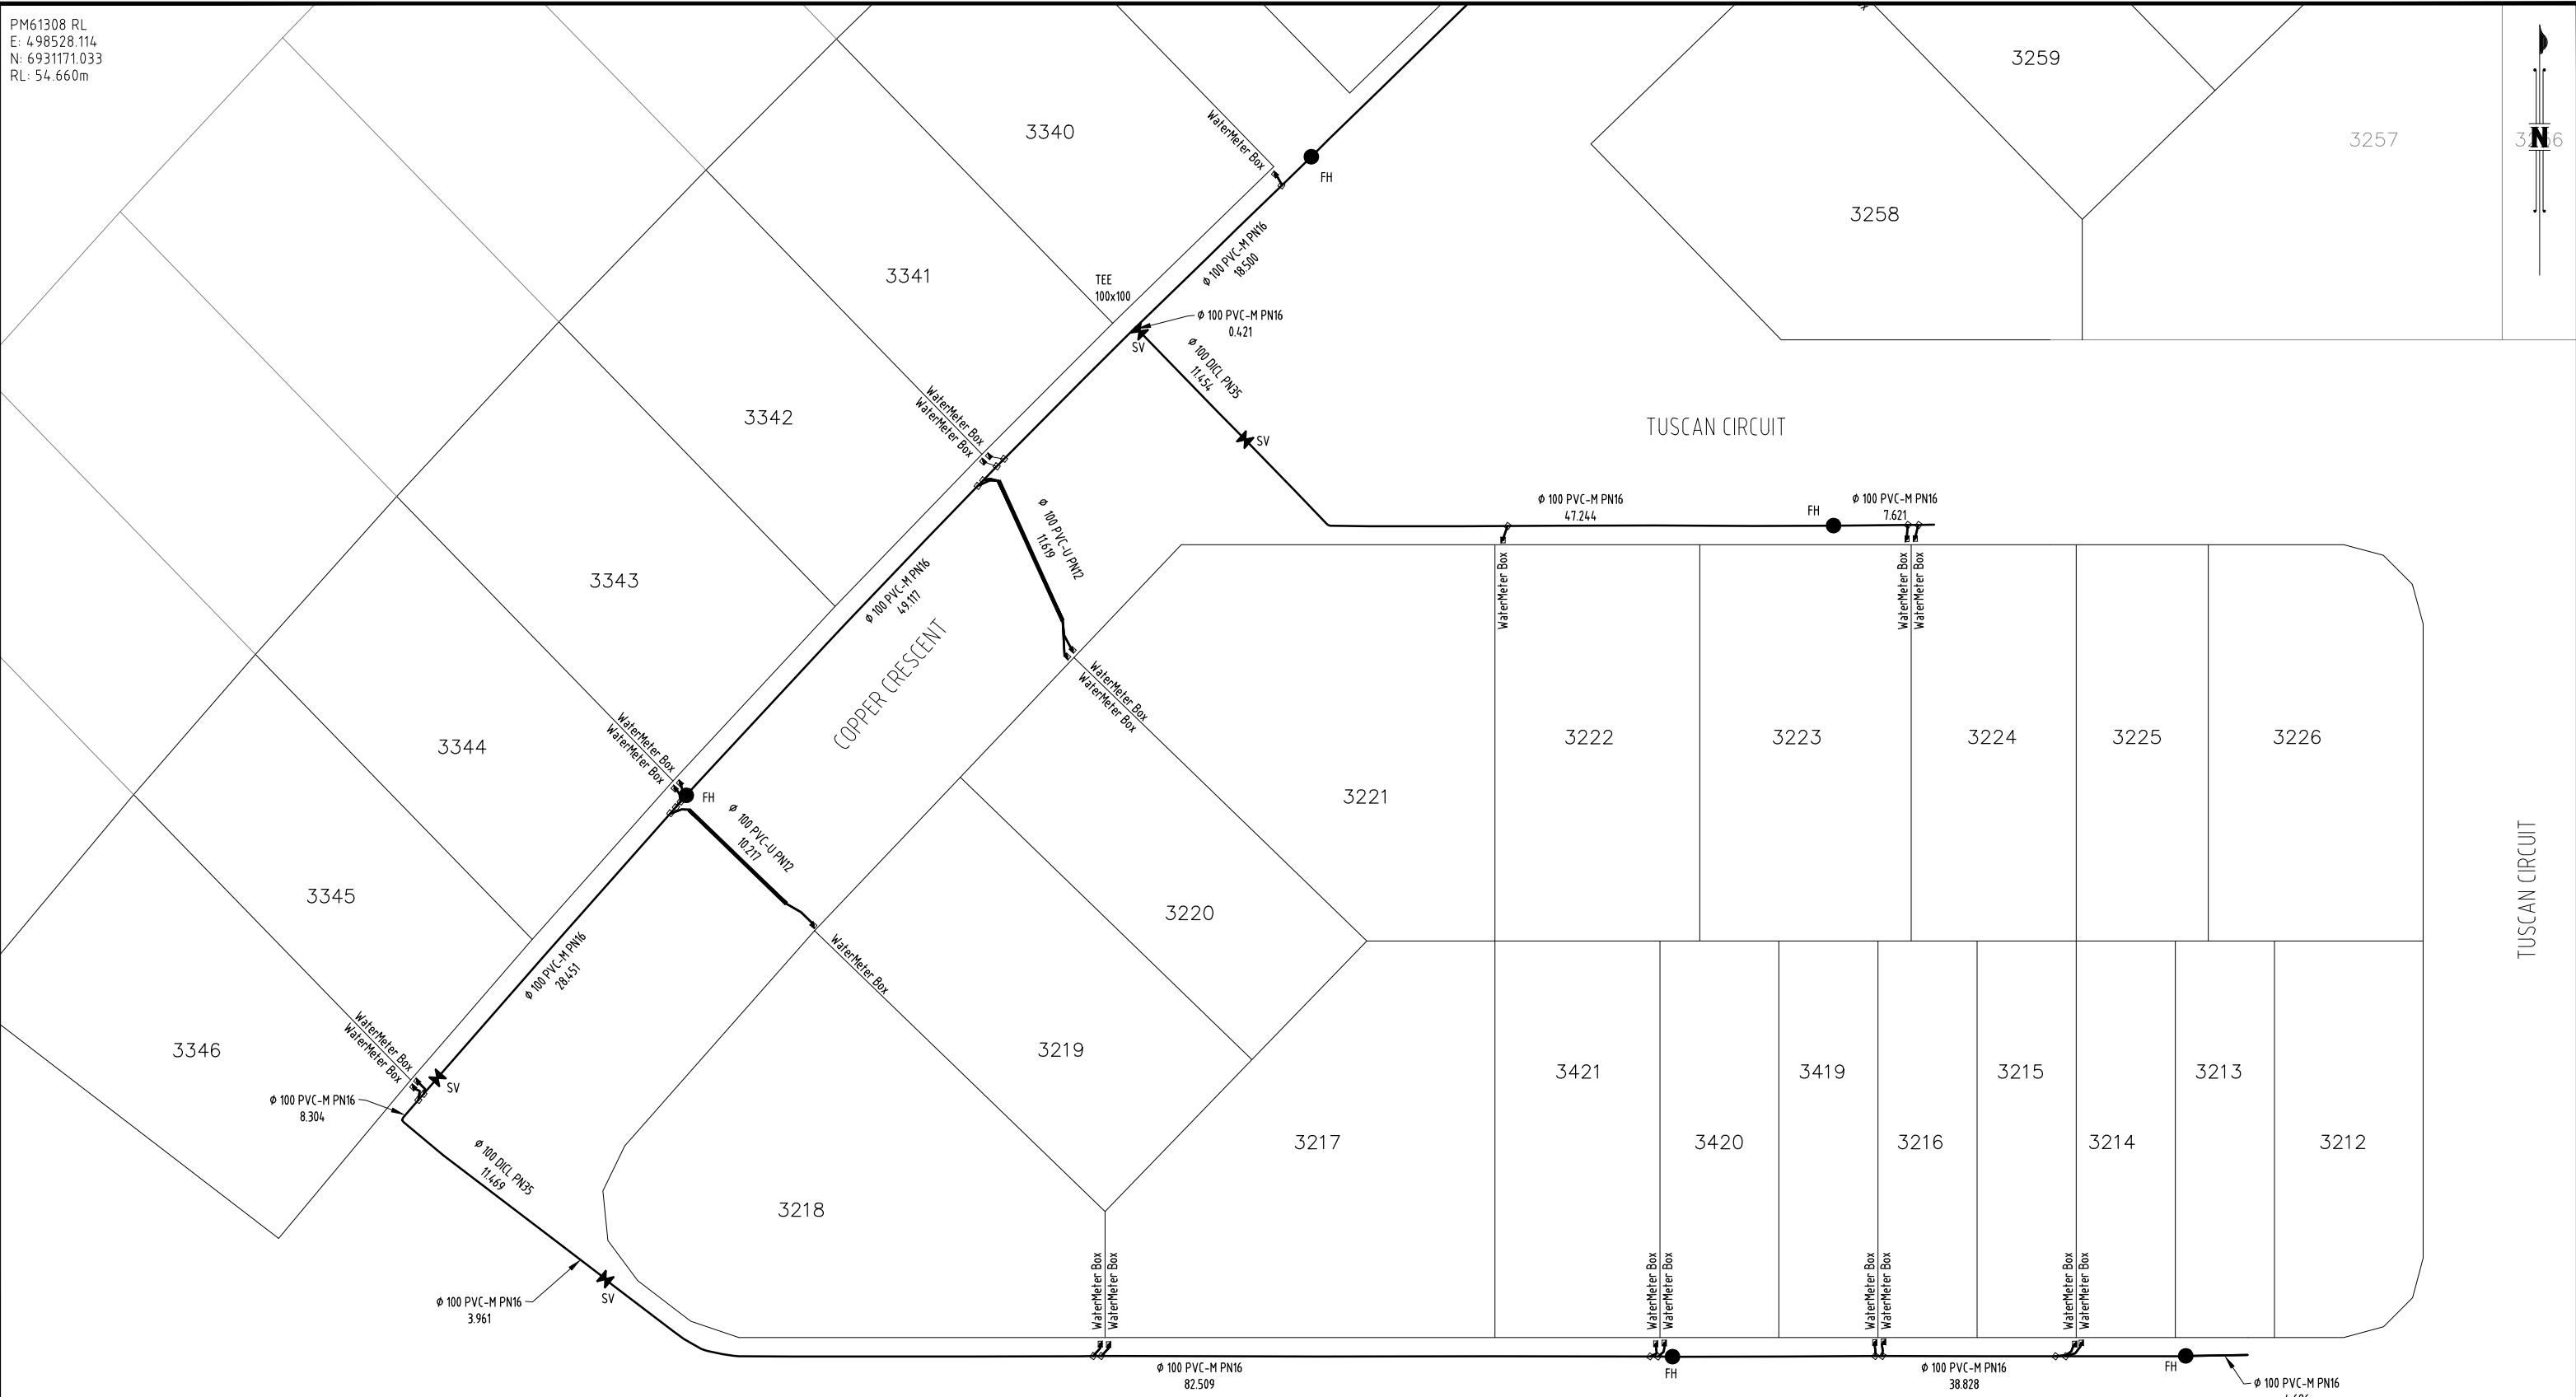 PM61308 RL
E: 498528.114
N: 6931171.033
RL: 54.660m
3259
3257
N
3340
WaterMeter Box
FH
3258
Φ 100 PVC-M PN16
18.500
3341
TEE
100x100
Φ 100 PVC-M PN16
0.421
SV
Φ 100 DICL PN35
11.454
SV
3342
WaterMeter Box
WaterMeter Box
TUSCAN CIRCUIT
Φ 100 PVC-M PN16
47.244
FH
Φ 100 PVC-M PN16
7.621
Φ 100 PVC-U PN12
11.619
3343
Φ 100 PVC-M PN16
49.117
COPPER CRESCENT
WaterMeter Box
WaterMeter Box
WaterMeter Box
WaterMeter Box
WaterMeter Box
3344
WaterMeter Box
WaterMeter Box
FH
3222
3223
3224
3225
3226
3221
Φ 100 PVC-U PN12
10.217
TUSCAN CIRCUIT
3345
3220
Φ 100 PVC-M PN16
28.451
WaterMeter Box
3346
WaterMeter Box
WaterMeter Box
SV
3219
3421
3419
3215
3213
Φ 100 PVC-M PN16
8.304
Φ 100 DICL PN35
11.469
3217
3420
3216
3214
3212
3218
WaterMeter Box
WaterMeter Box
WaterMeter Box
WaterMeter Box
WaterMeter Box
WaterMeter Box
WaterMeter Box
WaterMeter Box
Φ 100 PVC-M PN16
3.961
SV
Φ 100 PVC-M PN16
82.509
FH
Φ 100 PVC-M PN16
38.828
FH
Φ 100 PVC-M PN16